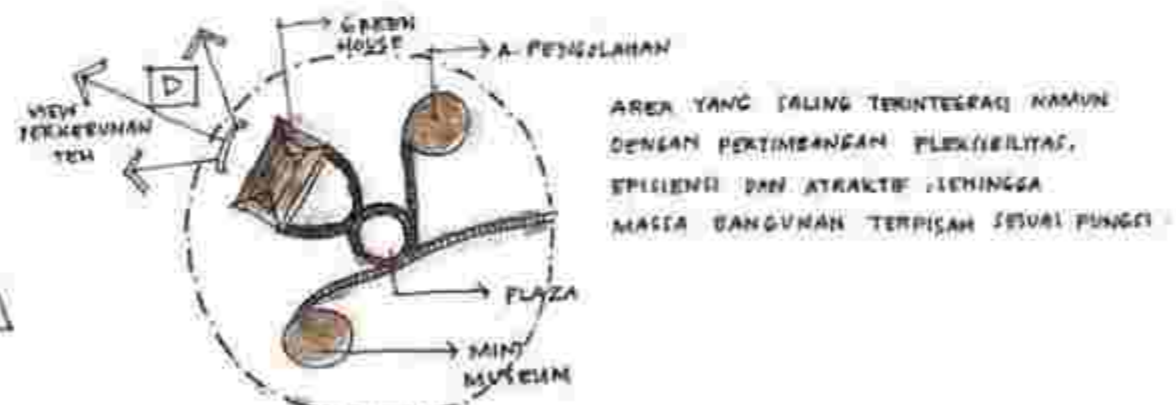 GREEN
HOUSE
A. PENGOLAHAN
D
VIEW
PERKEBUNAN
TEH
AREA YANG SALING TERINTEGRASI NAMUN
DENGAN PERTIMBANGAN FLEKSIBILITAS,
EFISIENSI DAN ATRAKTIF, SEHINGGA
MASSA BANGUNAN TERPISAH SESUAI FUNGSI.
PLAZA
MINI
MUSEUM